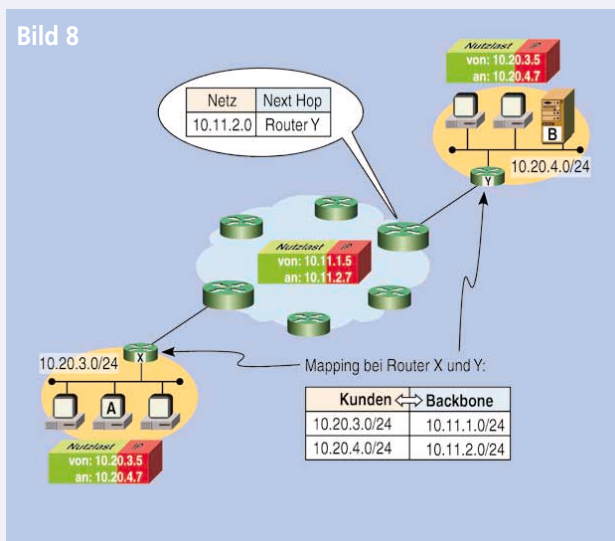 Bild 8
Nutzlast IP
von: 10.20.3.5
an: 10.20.4.7
Netz Next Hop
10.11.2.0 Router Y
B
10.20.4.0/24
Y
Nutzlast IP
von: 10.11.1.5
an: 10.11.2.7
10.20.3.0/24
X
A
Nutzlast IP
von: 10.20.3.5
an: 10.20.4.7
Mapping bei Router X und Y:
Kunden Backbone
10.20.3.0/24 10.11.1.0/24
10.20.4.0/24 10.11.2.0/24